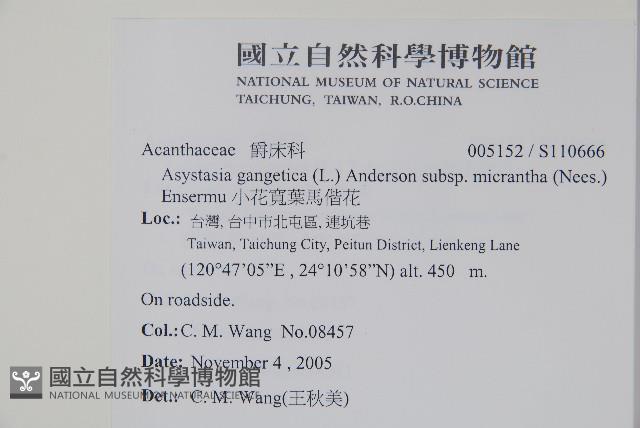 國立自然科學博物館
NATIONAL MUSEUM OF NATURAL SCIENCE
TAICHUNG, TAIWAN, R.O.CHINA
Acanthaceae 爵床科 005152 / S110666
Asystasia gangetica (L.) Anderson subsp. micrantha (Nees.)
Ensermu 小花寬葉馬偕花
Loc.: 台灣, 台中市北屯區, 連坑巷
Taiwan, Taichung City, Peitun District, Lienkeng Lane
(120°47’05”E , 24°10’58”N) alt. 450 m.
On roadside.
Col.: C. M. Wang No.08457
Date: November 4 , 2005
Det.: C. M. Wang(王秋美)
國立自然科學博物館
NATIONAL MUSEUM OF NATURAL SCIENCE